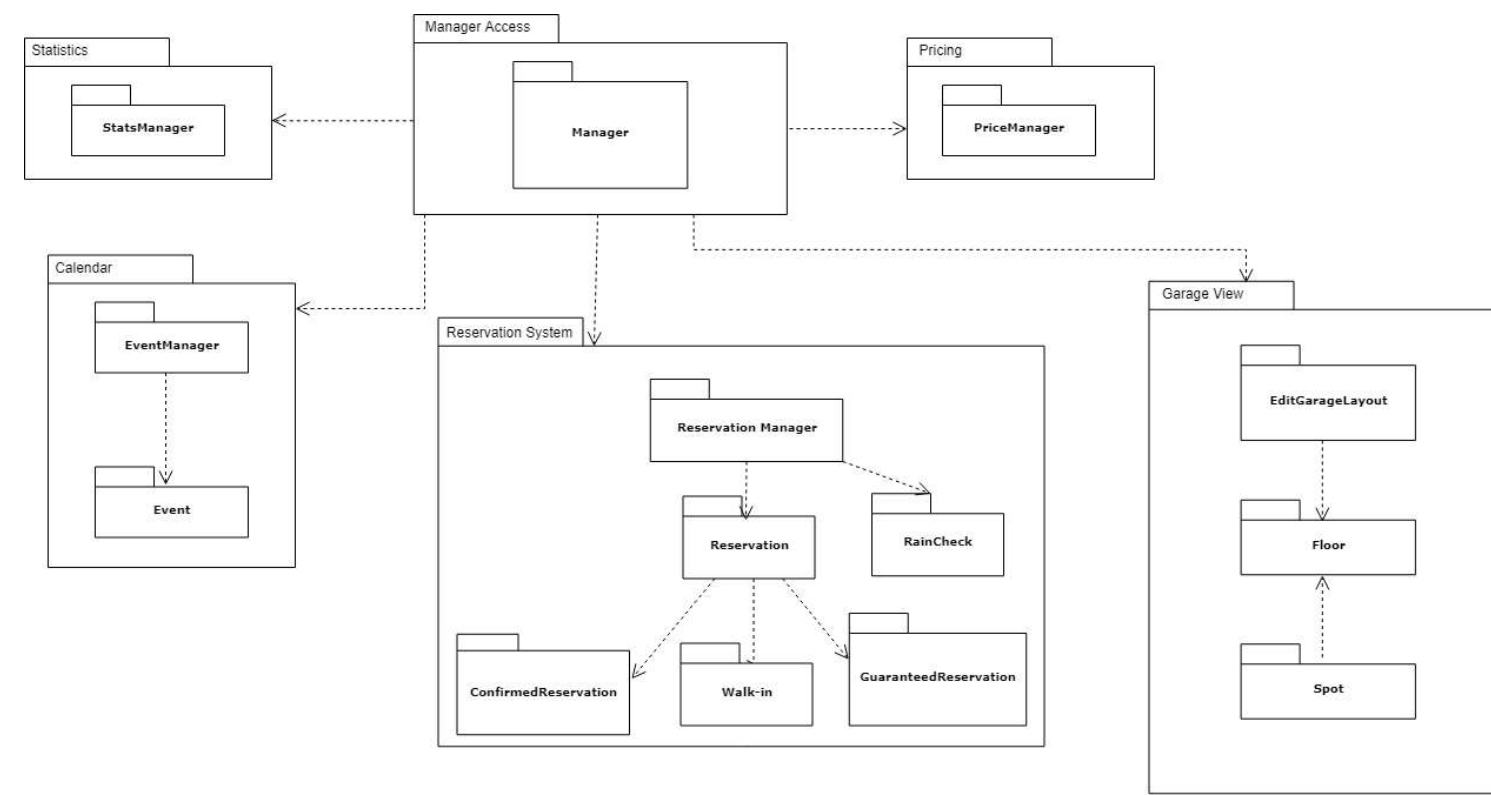 Manager Access
Statistics
Pricing
StatsManager
Manager
PriceManager
Calendar
Garage View
EventManager
Reservation System
EditGarageLayout
Reservation Manager
Event
Reservation
RainCheck
Floor
ConfirmedReservation
Walk-in
GuaranteedReservation
Spot